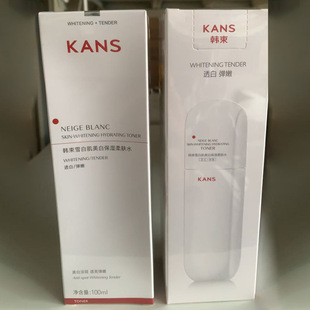 WHITENING + TENDER
KANS
NEIGE BLANC
SKIN-WHITENING HYDRATING TONER
韩束雪白肌美白保湿柔肤水
WHITENING/TENDER
透白/弹嫩
净含量:100ml
KANS
韩束
WHITENING TENDER
透白 弹嫩
NEIGE BLANC
SKIN-WHITENING HYDRATING
TONER
KANS